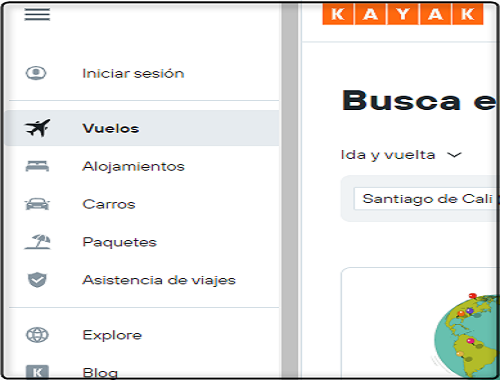 Iniciar sesión
Vuelos
Alojamientos
Carros
Paquetes
Asistencia de viajes
Explore
K
Blog
KAYAK
Busca e
Ida y vuelta
Santiago de Cali